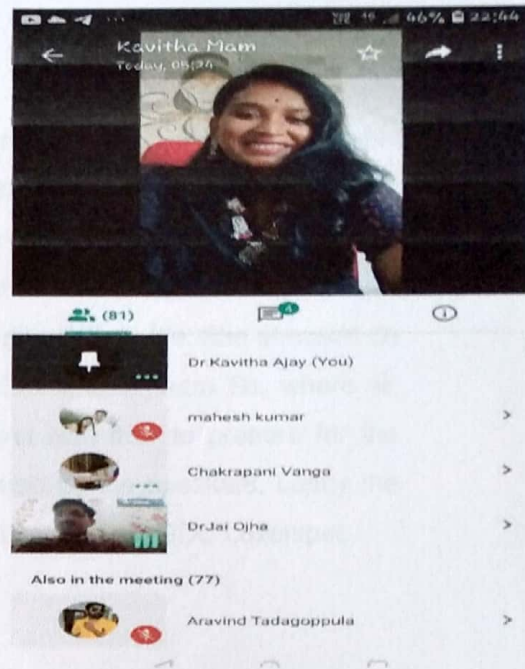 46% 22:44
Kavitha Mam
Today, 05:24
(81)
4
Dr.Kavitha Ajay (You)
mahesh kumar
Chakrapani Vanga
DrJai Ojha
Also in the meeting (77)
Aravind Tadagoppula